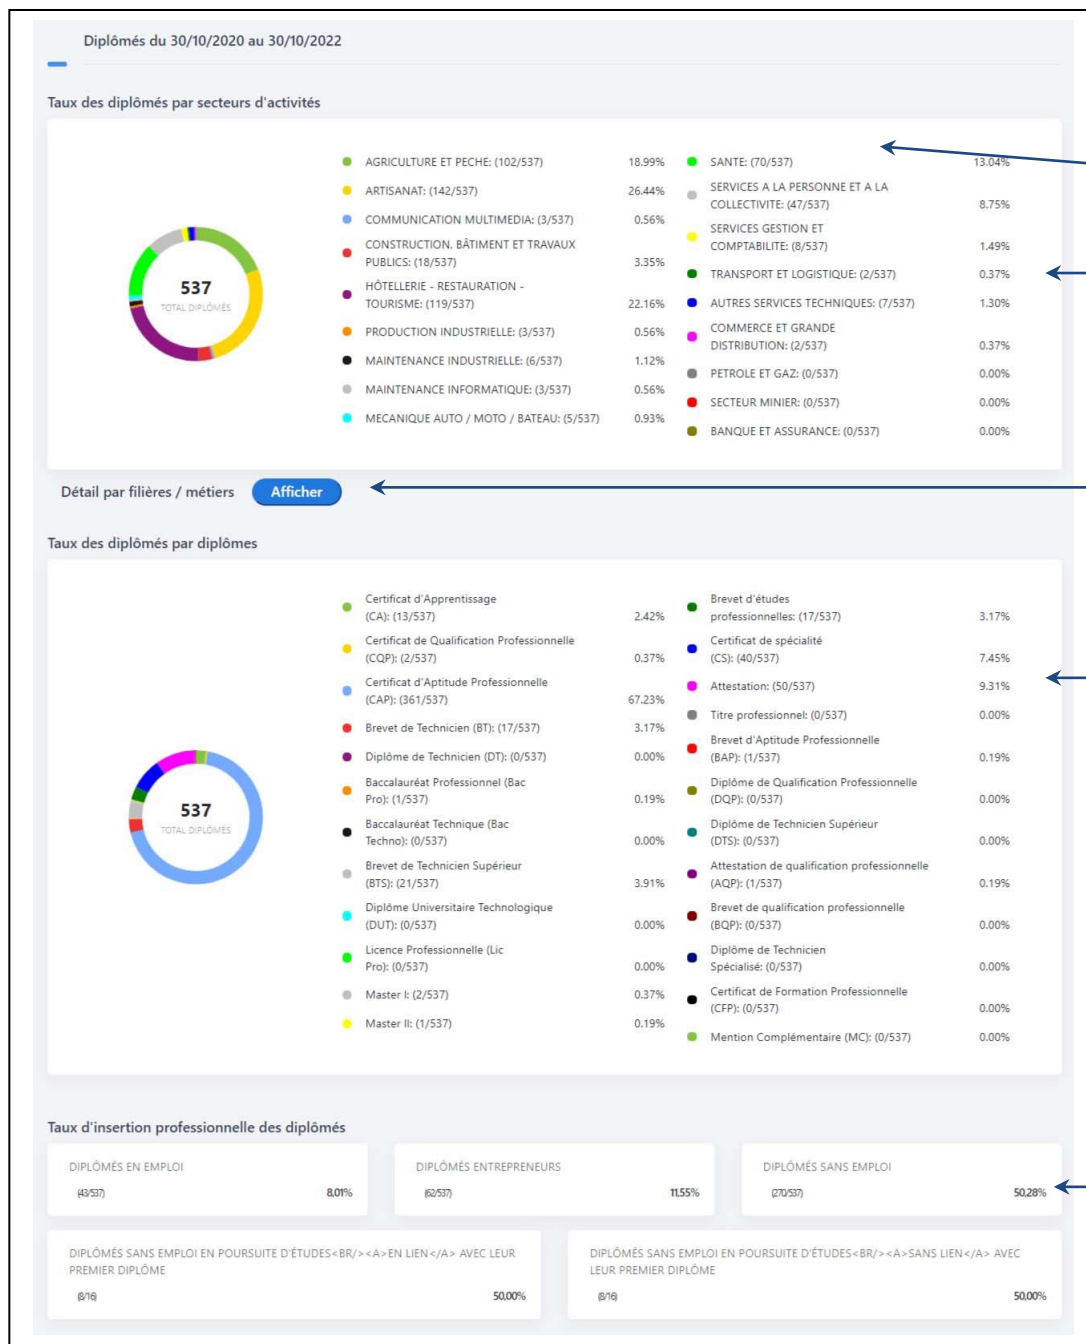 Diplômés du 30/10/2020 au 30/10/2022
Taux des diplômés par secteurs d'activités
537
TOTAL DIPLÔMÉS
AGRICULTURE ET PECHE: (102/537) 18.99%
ARTISANAT: (142/537) 26.44%
COMMUNICATION MULTIMEDIA: (3/537) 0.56%
CONSTRUCTION, BÂTIMENT ET TRAVAUX
PUBLICS: (18/537) 3.35%
HÔTELLERIE - RESTAURATION -
TOURISME: (119/537) 22.16%
PRODUCTION INDUSTRIELLE: (3/537) 0.56%
MAINTENANCE INDUSTRIELLE: (6/537) 1.12%
MAINTENANCE INFORMATIQUE: (3/537) 0.56%
MECANIQUE AUTO / MOTO / BATEAU: (5/537) 0.93%
SANTE: (70/537) 13.04%
SERVICES A LA PERSONNE ET A LA
COLLECTIVITE: (47/537) 8.75%
SERVICES GESTION ET
COMPTABILITE: (8/537) 1.49%
TRANSPORT ET LOGISTIQUE: (2/537) 0.37%
AUTRES SERVICES TECHNIQUES: (7/537) 1.30%
COMMERCE ET GRANDE
DISTRIBUTION: (2/537) 0.37%
PETROLE ET GAZ: (0/537) 0.00%
SECTEUR MINIER: (0/537) 0.00%
BANQUE ET ASSURANCE: (0/537) 0.00%
Détail par filières / métiers Afficher
Taux des diplômés par diplômes
537
TOTAL DIPLÔMÉS
Certificat d'Apprentissage
(CA): (13/537) 2.42%
Certificat de Qualification Professionnelle
(CQP): (2/537) 0.37%
Certificat d'Aptitude Professionnelle
(CAP): (361/537) 67.23%
Brevet de Technicien (BT): (17/537) 3.17%
Diplôme de Technicien (DT): (0/537) 0.00%
Baccalauréat Professionnel (Bac
Pro): (1/537) 0.19%
Baccalauréat Technique (Bac
Techno): (0/537) 0.00%
Brevet de Technicien Supérieur
(BTS): (21/537) 3.91%
Diplôme Universitaire Technologique
(DUT): (0/537) 0.00%
Licence Professionnelle (Lic
Pro): (0/537) 0.00%
Master I: (2/537) 0.37%
Master II: (1/537) 0.19%
Brevet d'études
professionnelles: (17/537) 3.17%
Certificat de spécialité
(CS): (40/537) 7.45%
Attestation: (50/537) 9.31%
Titre professionnel: (0/537) 0.00%
Brevet d'Aptitude Professionnelle
(BAP): (1/537) 0.19%
Diplôme de Qualification Professionnelle
(DQP): (0/537) 0.00%
Diplôme de Technicien Supérieur
(DTS): (0/537) 0.00%
Attestation de qualification professionnelle
(AQP): (1/537) 0.19%
Brevet de qualification professionnelle
(BQP): (0/537) 0.00%
Diplôme de Technicien
Spécialisé: (0/537) 0.00%
Certificat de Formation Professionnelle
(CFP): (0/537) 0.00%
Mention Complémentaire (MC): (0/537) 0.00%
Taux d'insertion professionnelle des diplômés
DIPLÔMÉS EN EMPLOI
(43/537) 8,01%
DIPLÔMÉS ENTREPRENEURS
(62/537) 11,55%
DIPLÔMÉS SANS EMPLOI
(270/537) 50,28%
DIPLÔMÉS SANS EMPLOI EN POURSUITE D'ÉTUDES<BR/><A>EN LIEN</A> AVEC LEUR
PREMIER DIPLÔME
(8/16) 50,00%
DIPLÔMÉS SANS EMPLOI EN POURSUITE D'ÉTUDES<BR/><A>SANS LIEN</A> AVEC
LEUR PREMIER DIPLÔME
(8/16) 50,00%